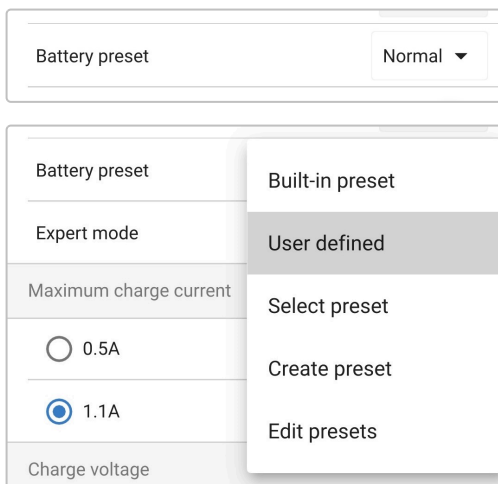 Battery preset Normal
Battery preset
Built-in preset
Expert mode
User defined
Maximum charge current
Select preset
0.5A
Create preset
1.1A
Edit presets
Charge voltage